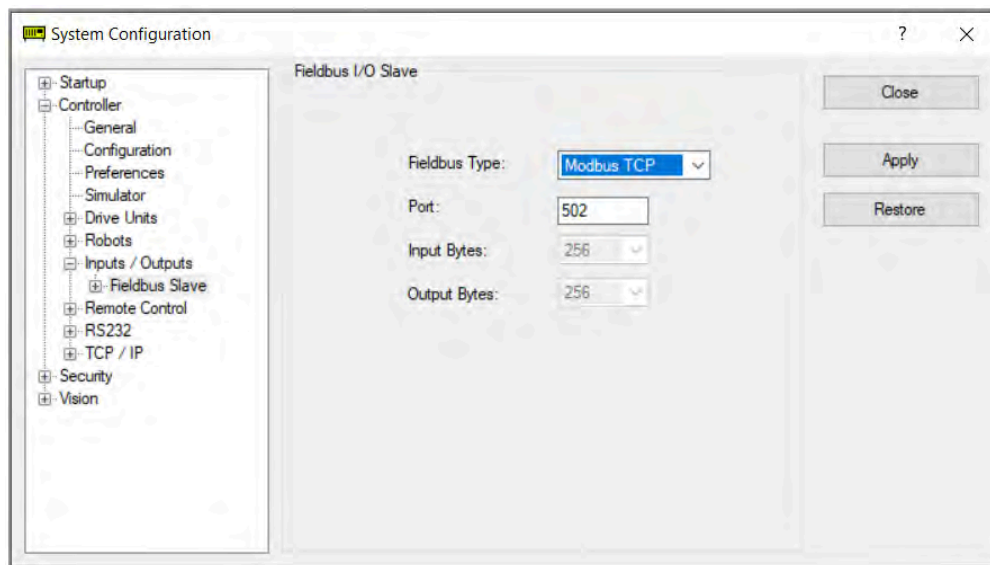 System Configuration
?
Startup
Controller
General
Configuration
Preferences
Simulator
Drive Units
Robots
Inputs / Outputs
Fieldbus Slave
Remote Control
RS232
TCP / IP
Security
Vision
Fieldbus I/O Slave
Fieldbus Type: Modbus TCP
Port: 502
Input Bytes: 256
Output Bytes: 256
Close
Apply
Restore